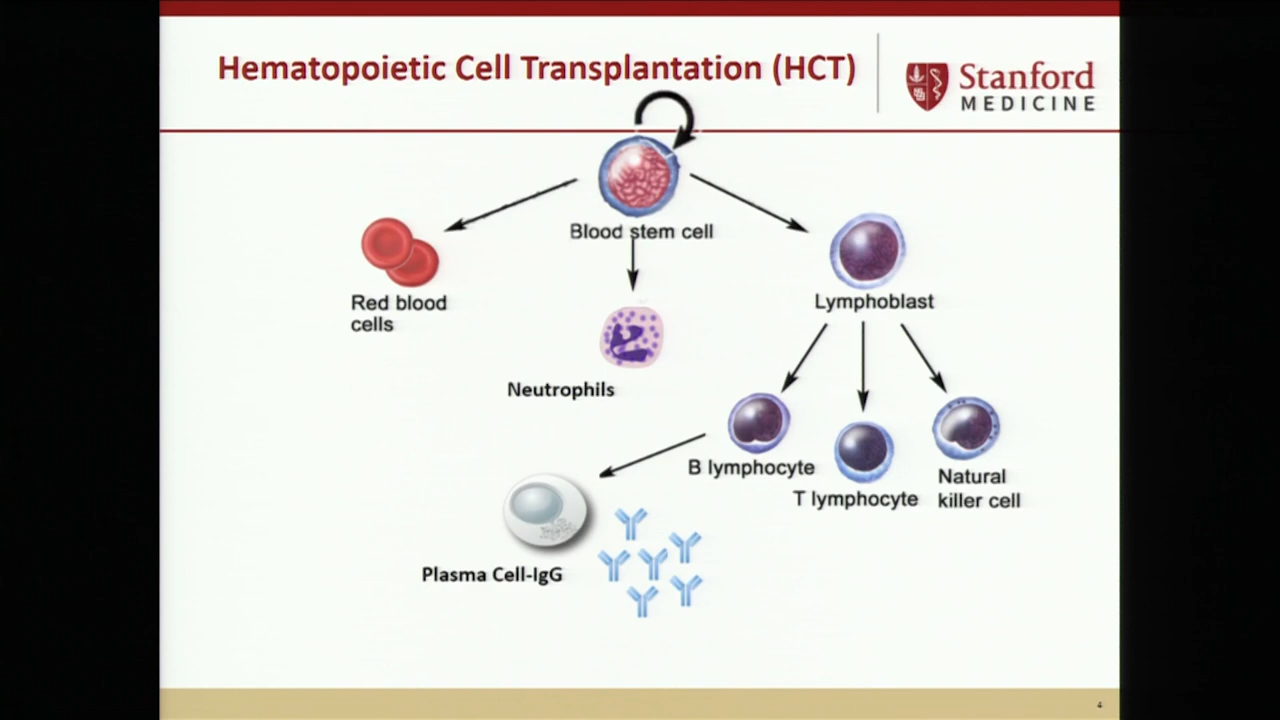 Hematopoietic Cell Transplantation (HCT)
Stanford
MEDICINE
Blood stem cell
Red blood
cells
Lymphoblast
Neutrophils
B lymphocyte
T lymphocyte
Natural
killer cell
Plasma Cell-IgG
4